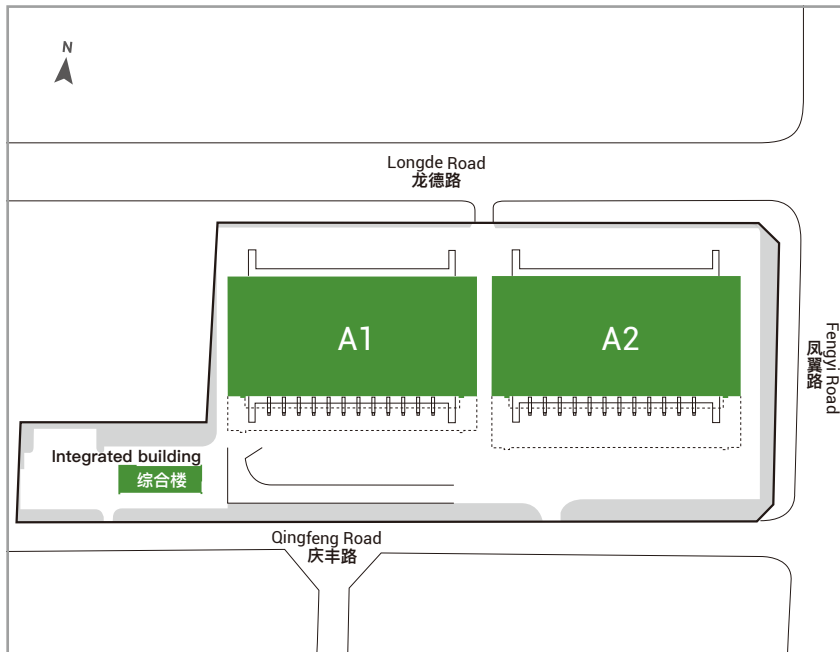 N
Longde Road
龙德路
A1
A2
Fengyi Road
凤翼路
Integrated building
综合楼
Qingfeng Road
庆丰路